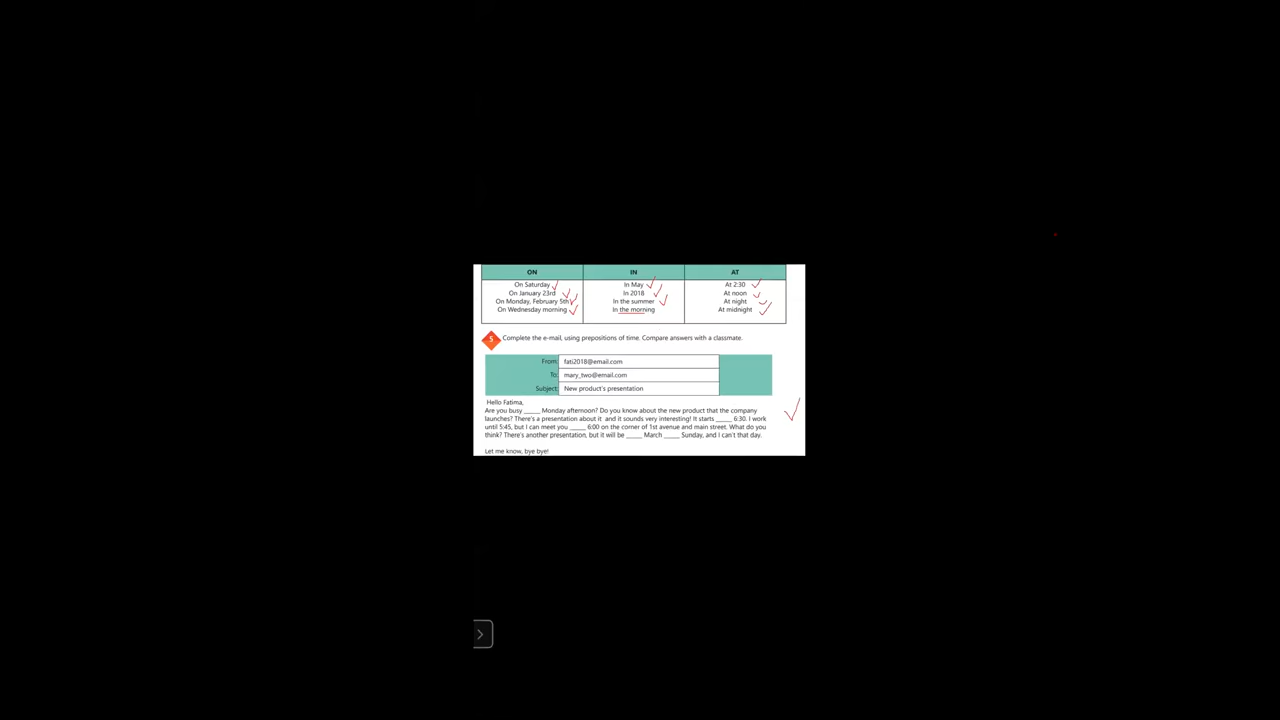 ON IN AT
On Saturday In May At 2:30
On January 23rd In 2018 At noon
On Monday, February 5th In the summer At night
On Wednesday morning In the morning At midnight
5 Complete the e-mail, using prepositions of time. Compare answers with a classmate.
From: fati2018@email.com
To: mary_two@email.com
Subject: New product's presentation
Hello Fatima,
Are you busy _____ Monday afternoon? Do you know about the new product that the company
launches? There's a presentation about it and it sounds very interesting! It starts _____ 6:30. I work
until 5:45, but I can meet you _____ 6:00 on the corner of 1st avenue and main street. What do you
think? There's another presentation, but it will be _____ March _____ Sunday, and I can't that day.
Let me know, bye bye!